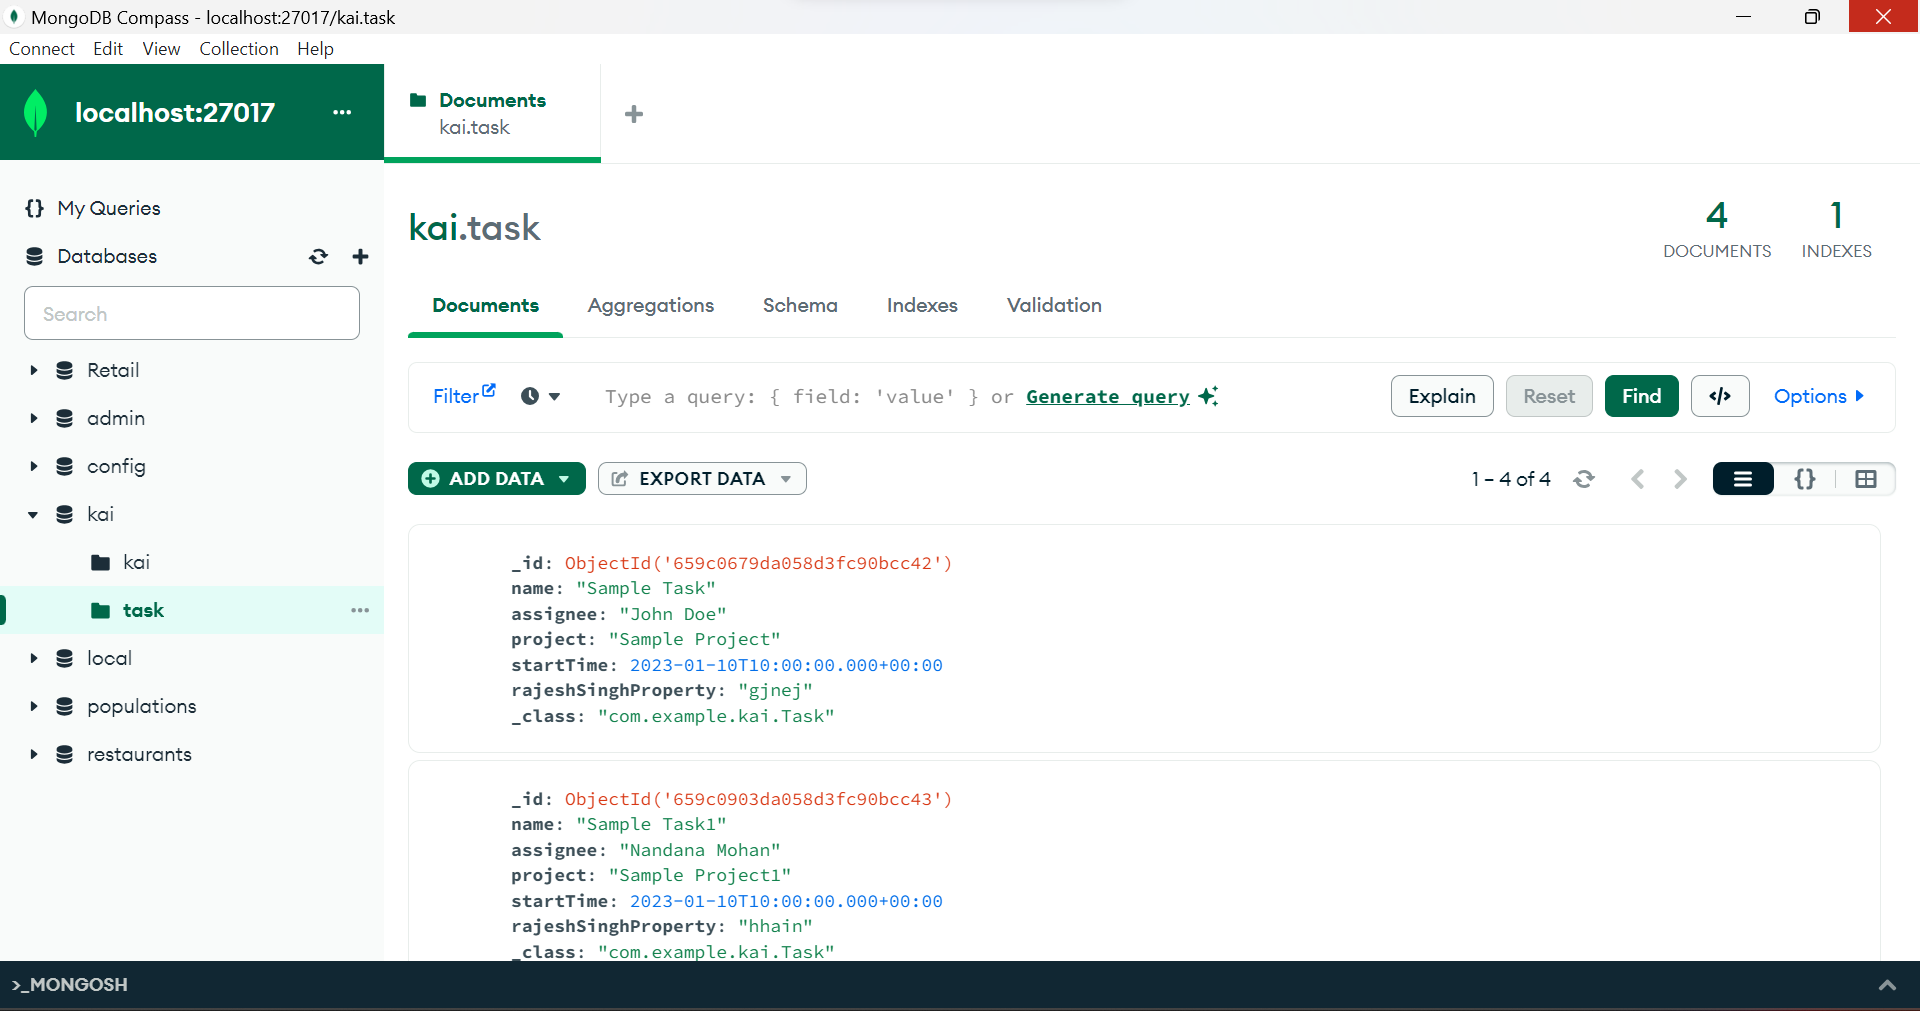 MongoDB Compass - localhost:27017/kai.task
Connect Edit View Collection Help
localhost:27017 ...
Documents
kai.task
+
{} My Queries
Databases
Search
Retail
admin
config
kai
kai
task ...
local
populations
restaurants
kai.task
4
DOCUMENTS
1
INDEXES
Documents Aggregations Schema Indexes Validation
Filter Type a query: { field: 'value' } or Generate query Explain Reset Find </> Options
ADD DATA EXPORT DATA 1 – 4 of 4 {}
_id: ObjectId('659c0679da058d3fc90bcc42')
name: "Sample Task"
assignee: "John Doe"
project: "Sample Project"
startTime: 2023-01-10T10:00:00.000+00:00
rajeshSinghProperty: "gjnej"
_class: "com.example.kai.Task"
_id: ObjectId('659c0903da058d3fc90bcc43')
name: "Sample Task1"
assignee: "Nandana Mohan"
project: "Sample Project1"
startTime: 2023-01-10T10:00:00.000+00:00
rajeshSinghProperty: "hhain"
_class: "com.example.kai.Task"
>_MONGOSH